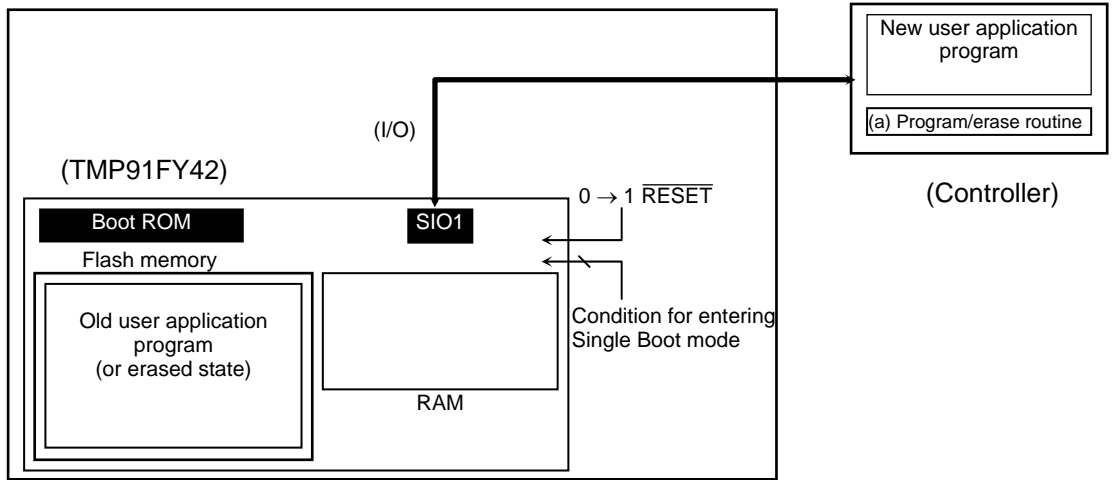 New user application
program
(a) Program/erase routine
(Controller)
(I/O)
(TMP91FY42)
0 → 1 R̅E̅S̅E̅T̅
Boot ROM
SIO1
Flash memory
Old user application
program
(or erased state)
Condition for entering
Single Boot mode
RAM